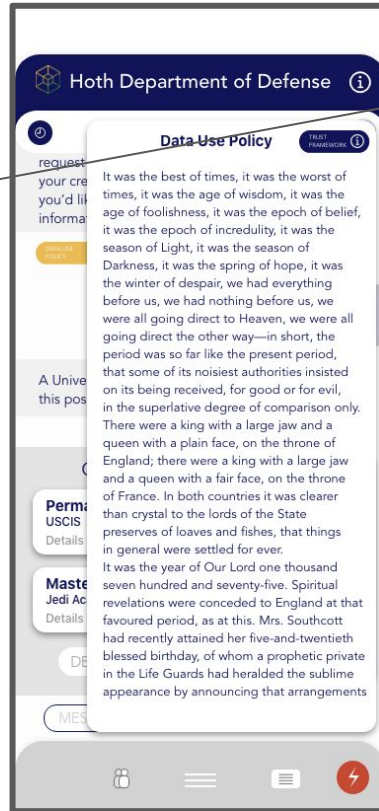 Hoth Department of Defense
Data Use Policy
TRUST
FRAMEWORK
request
your cre
you'd lik
informat
DATA USE
POLICY
A Unive
this pos
Perma
USCIS
Details
Maste
Jedi Ac
Details
DE
MES
It was the best of times, it was the worst of
times, it was the age of wisdom, it was the
age of foolishness, it was the epoch of belief,
it was the epoch of incredulity, it was the
season of Light, it was the season of
Darkness, it was the spring of hope, it was
the winter of despair, we had everything
before us, we had nothing before us, we
were all going direct to Heaven, we were all
going direct the other way—in short, the
period was so far like the present period,
that some of its noisiest authorities insisted
on its being received, for good or for evil,
in the superlative degree of comparison only.
There were a king with a large jaw and a
queen with a plain face, on the throne of
England; there were a king with a large jaw
and a queen with a fair face, on the throne
of France. In both countries it was clearer
than crystal to the lords of the State
preserves of loaves and fishes, that things
in general were settled for ever.
It was the year of Our Lord one thousand
seven hundred and seventy-five. Spiritual
revelations were conceded to England at that
favoured period, as at this. Mrs. Southcott
had recently attained her five-and-twentieth
blessed birthday, of whom a prophetic private
in the Life Guards had heralded the sublime
appearance by announcing that arrangements